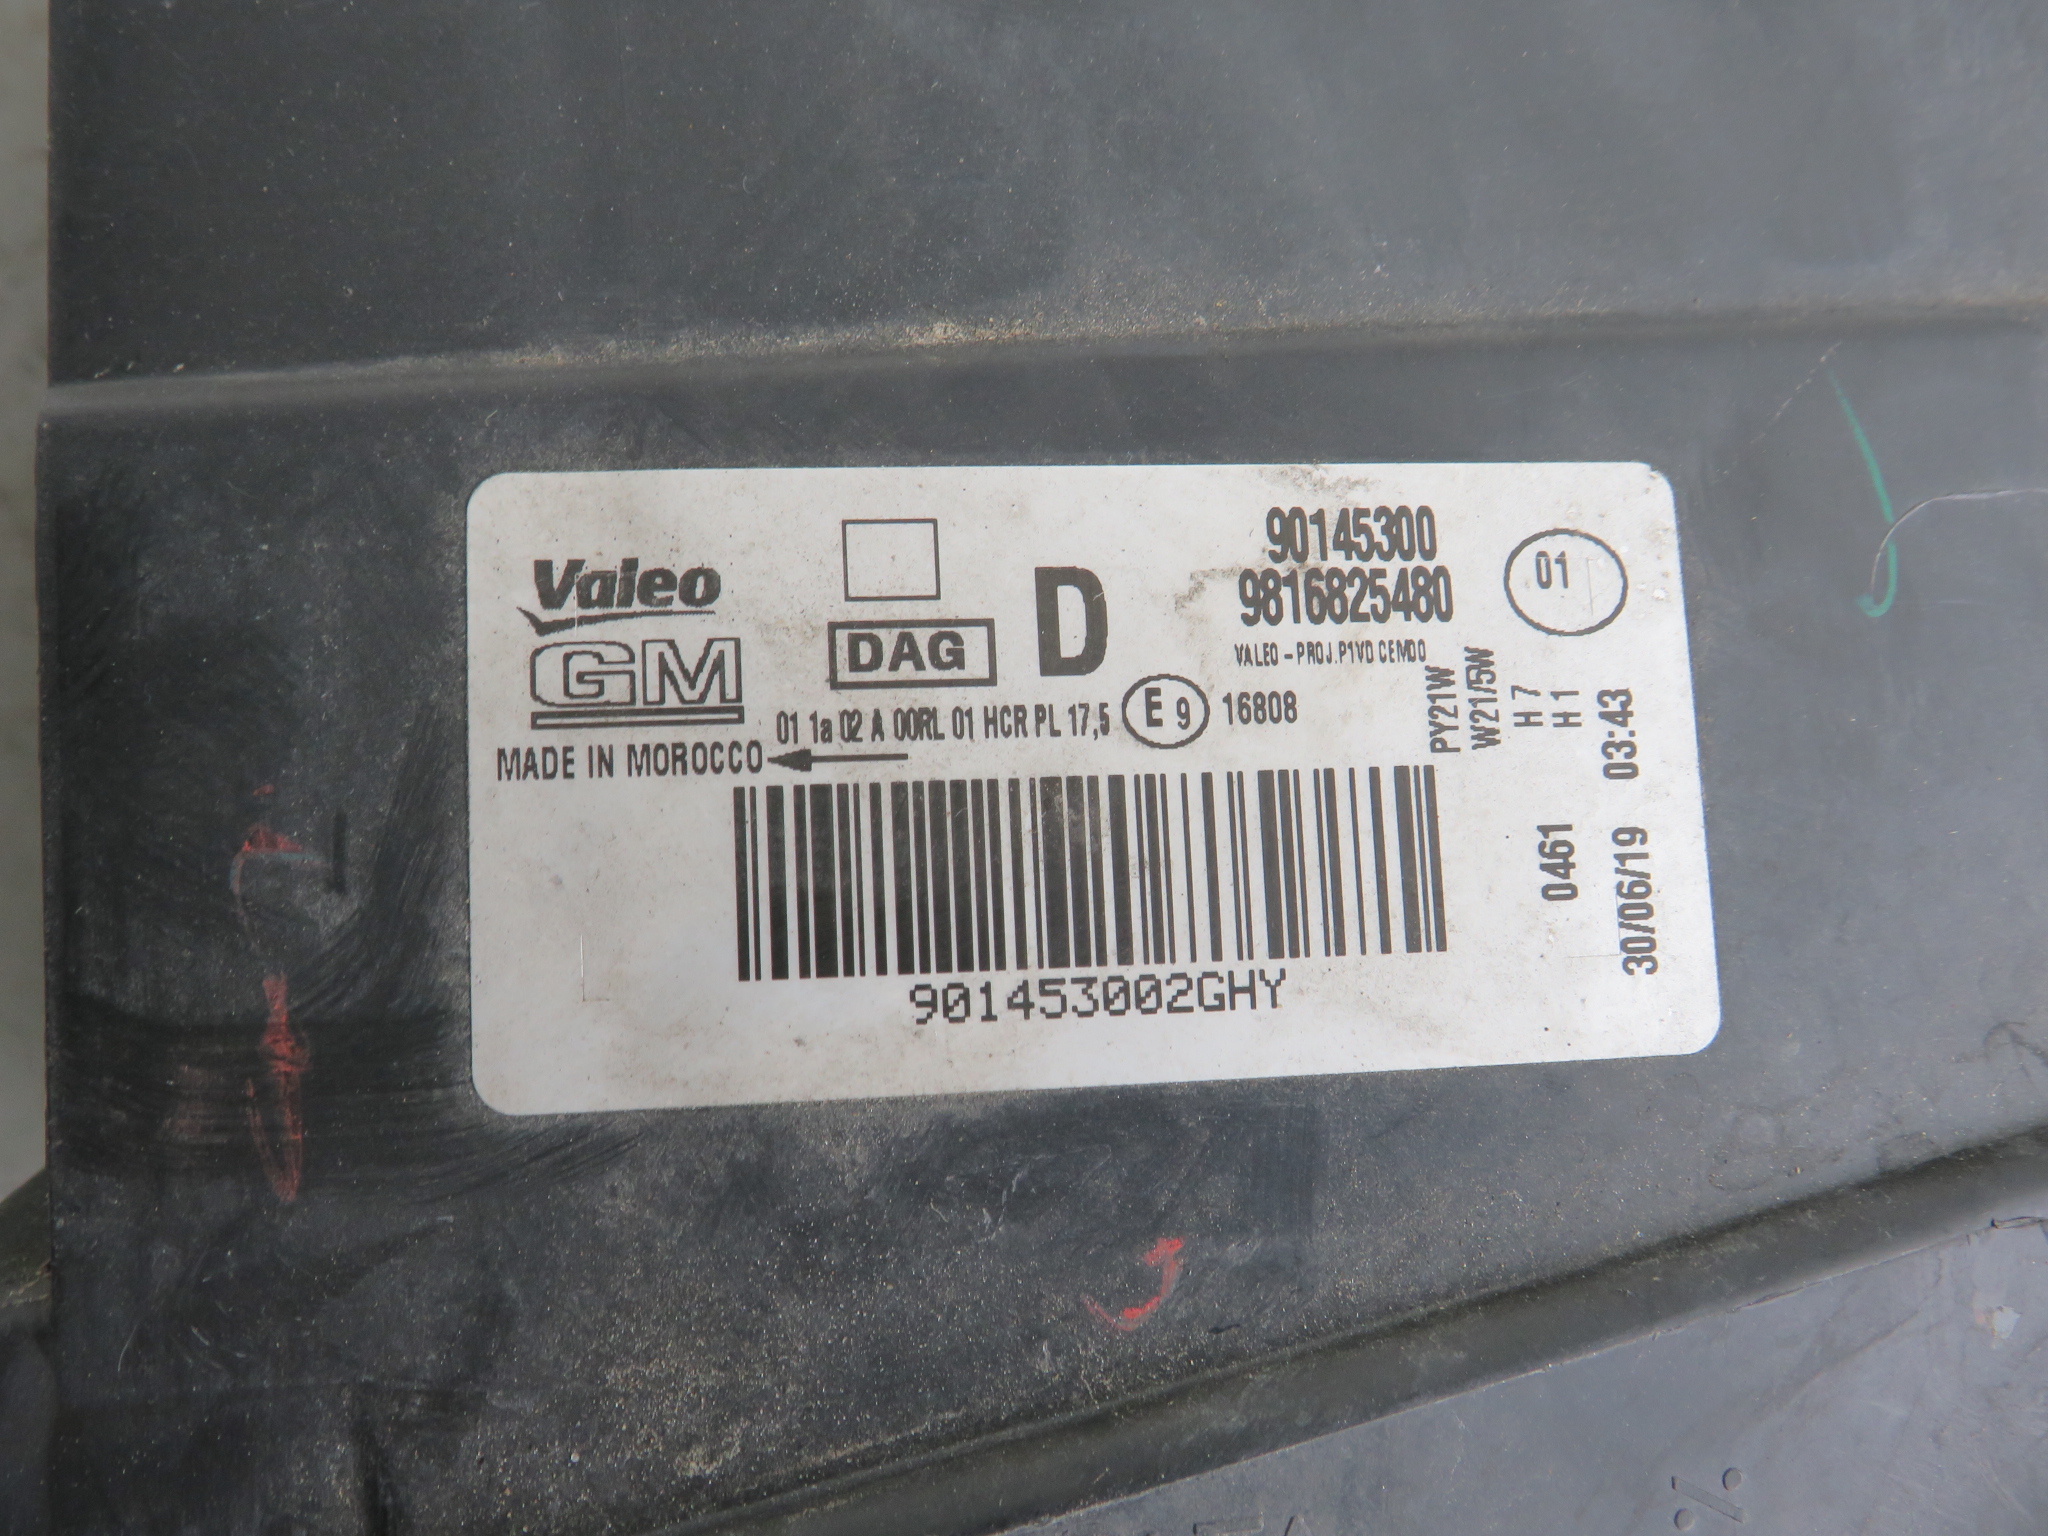 Valeo
GM
MADE IN MOROCCO
DAG
D
01 1a 02 A 00RL 01 HCR PL 17,5
E 9
16808
90145300
9816825480
VALEO - PROJ.P1VD CEMDO
01
PY21W
W21/5W
H7
H1
0461
30/06/19 03:43
901453002GHY
%